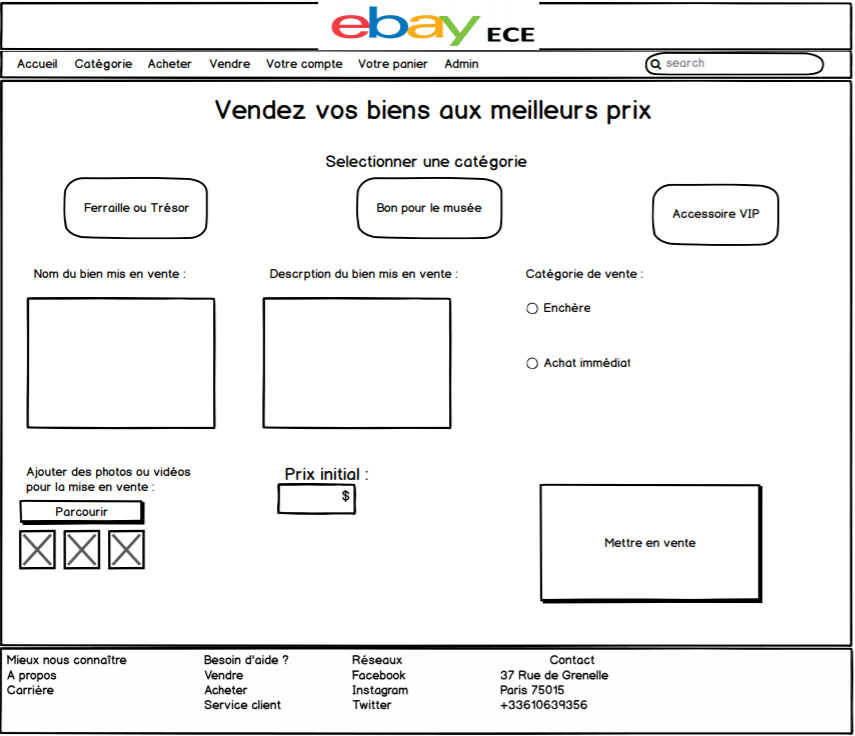 ebay ECE
Accueil Catégorie Acheter Vendre Votre compte Votre panier Admin search
Vendez vos biens aux meilleurs prix
Selectionner une catégorie
Ferraille ou Trésor Bon pour le musée Accessoire VIP
Nom du bien mis en vente : Descrption du bien mis en vente : Catégorie de vente :
Enchère
Achat immédiat
Ajouter des photos ou vidéos
pour la mise en vente :
Prix initial :
$
Parcourir
Mettre en vente
Mieux nous connaître Besoin d'aide ? Réseaux Contact
A propos Vendre Facebook 37 Rue de Grenelle
Carrière Acheter Instagram Paris 75015
Service client Twitter +33610639356